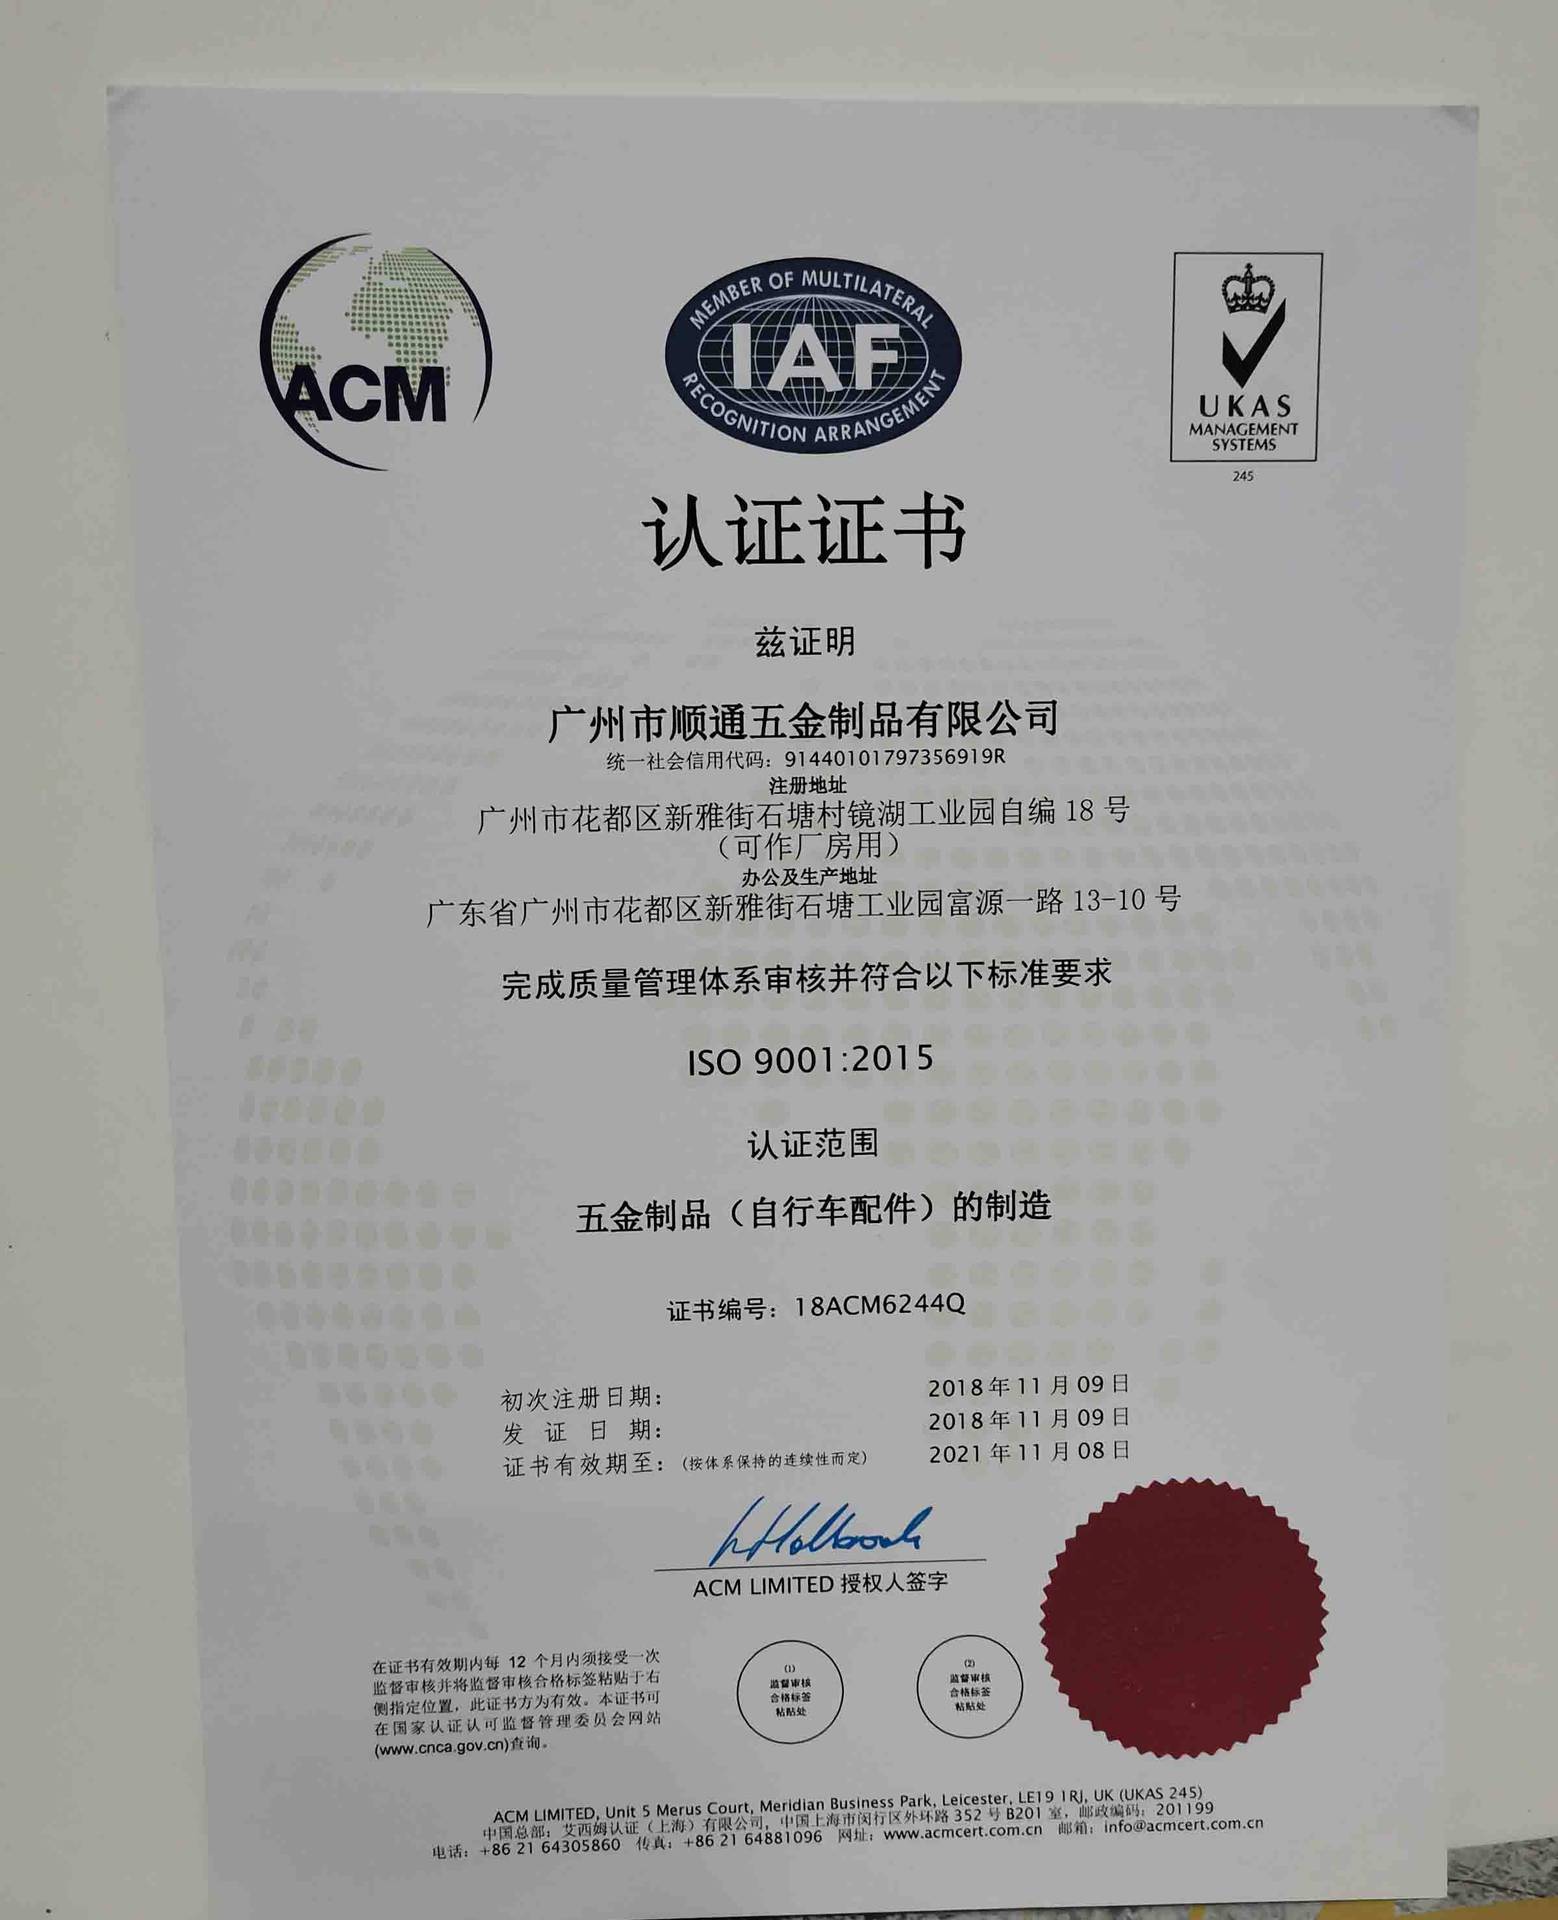 ACM
MEMBER OF MULTILATERAL
IAF
RECOGNITION ARRANGEMENT
UKAS
MANAGEMENT
SYSTEMS
245
认证证书
兹证明
广州市顺通五金制品有限公司
统一社会信用代码：91440101797356919R
注册地址
广州市花都区新雅街石塘村镜湖工业园自编 18 号
（可作厂房用）
办公及生产地址
广东省广州市花都区新雅街石塘工业园富源一路 13-10 号
完成质量管理体系审核并符合以下标准要求
ISO 9001:2015
认证范围
五金制品（自行车配件）的制造
证书编号：18ACM6244Q
初次注册日期： 2018 年 11 月 09 日
发 证 日 期： 2018 年 11 月 09 日
证书有效期至：(按体系保持的连续性而定) 2021 年 11 月 08 日
ACM LIMITED 授权人签字
在证书有效期内每 12 个月内须接受一次
监督审核并将监督审核合格标签粘贴于右
侧指定位置，此证书方为有效。本证书可
在国家认证认可监督管理委员会网站
(www.cnca.gov.cn)查询。
(1)
监督审核
合格标签
粘贴处
(2)
监督审核
合格标签
粘贴处
ACM LIMITED, Unit 5 Merus Court, Meridian Business Park, Leicester, LE19 1RJ, UK (UKAS 245)
中国总部：艾西姆认证（上海）有限公司，中国上海市闵行区外环路 352 号 B201 室，邮政编码：201199
电话：+86 21 64305860 传真：+86 21 64881096 网址：www.acmcert.com.cn 邮箱：info@acmcert.com.cn